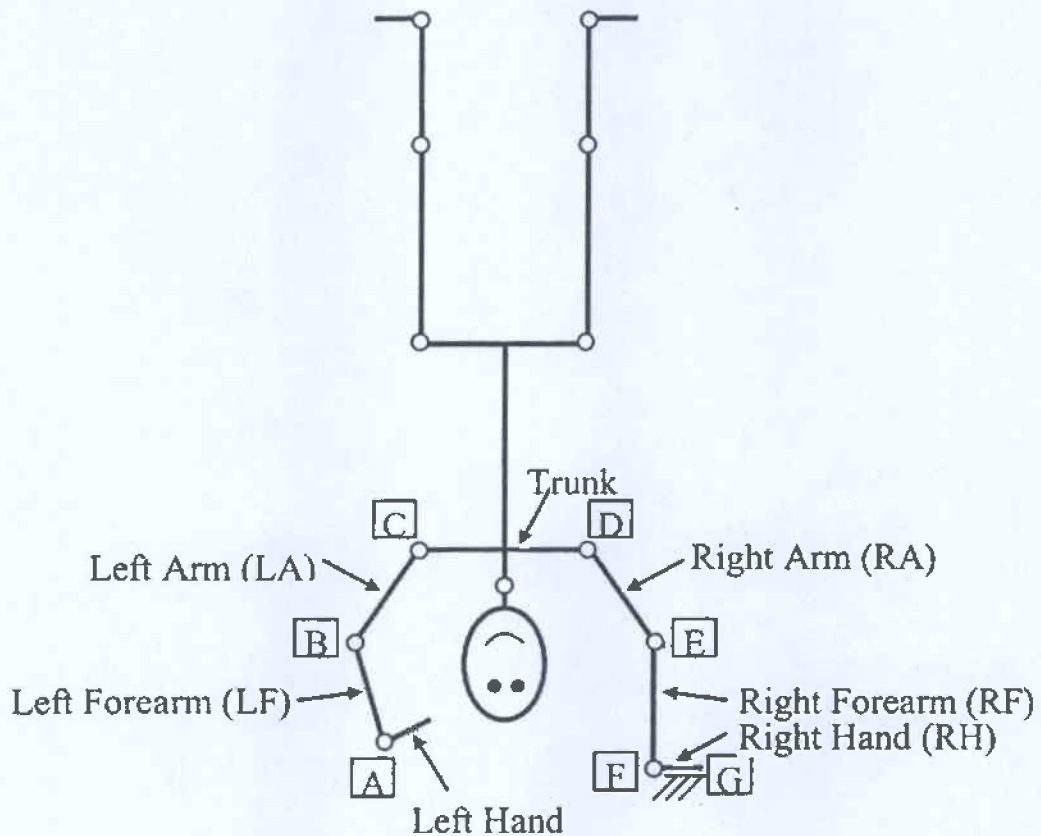 Trunk
C
D
Left Arm (LA)
Right Arm (RA)
B
E
Left Forearm (LF)
Right Forearm (RF)
Right Hand (RH)
A
F
G
Left Hand